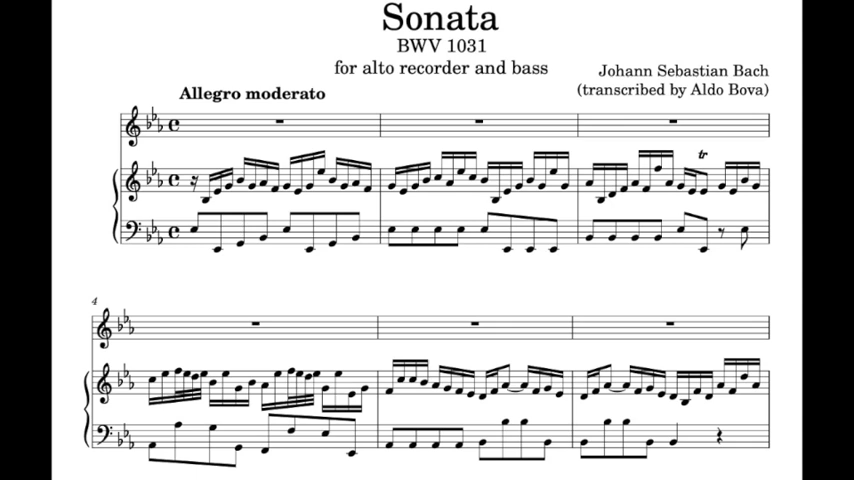 Sonata
BWV 1031
for alto recorder and bass
Johann Sebastian Bach
(transcribed by Aldo Bova)
Allegro moderato
tr
4